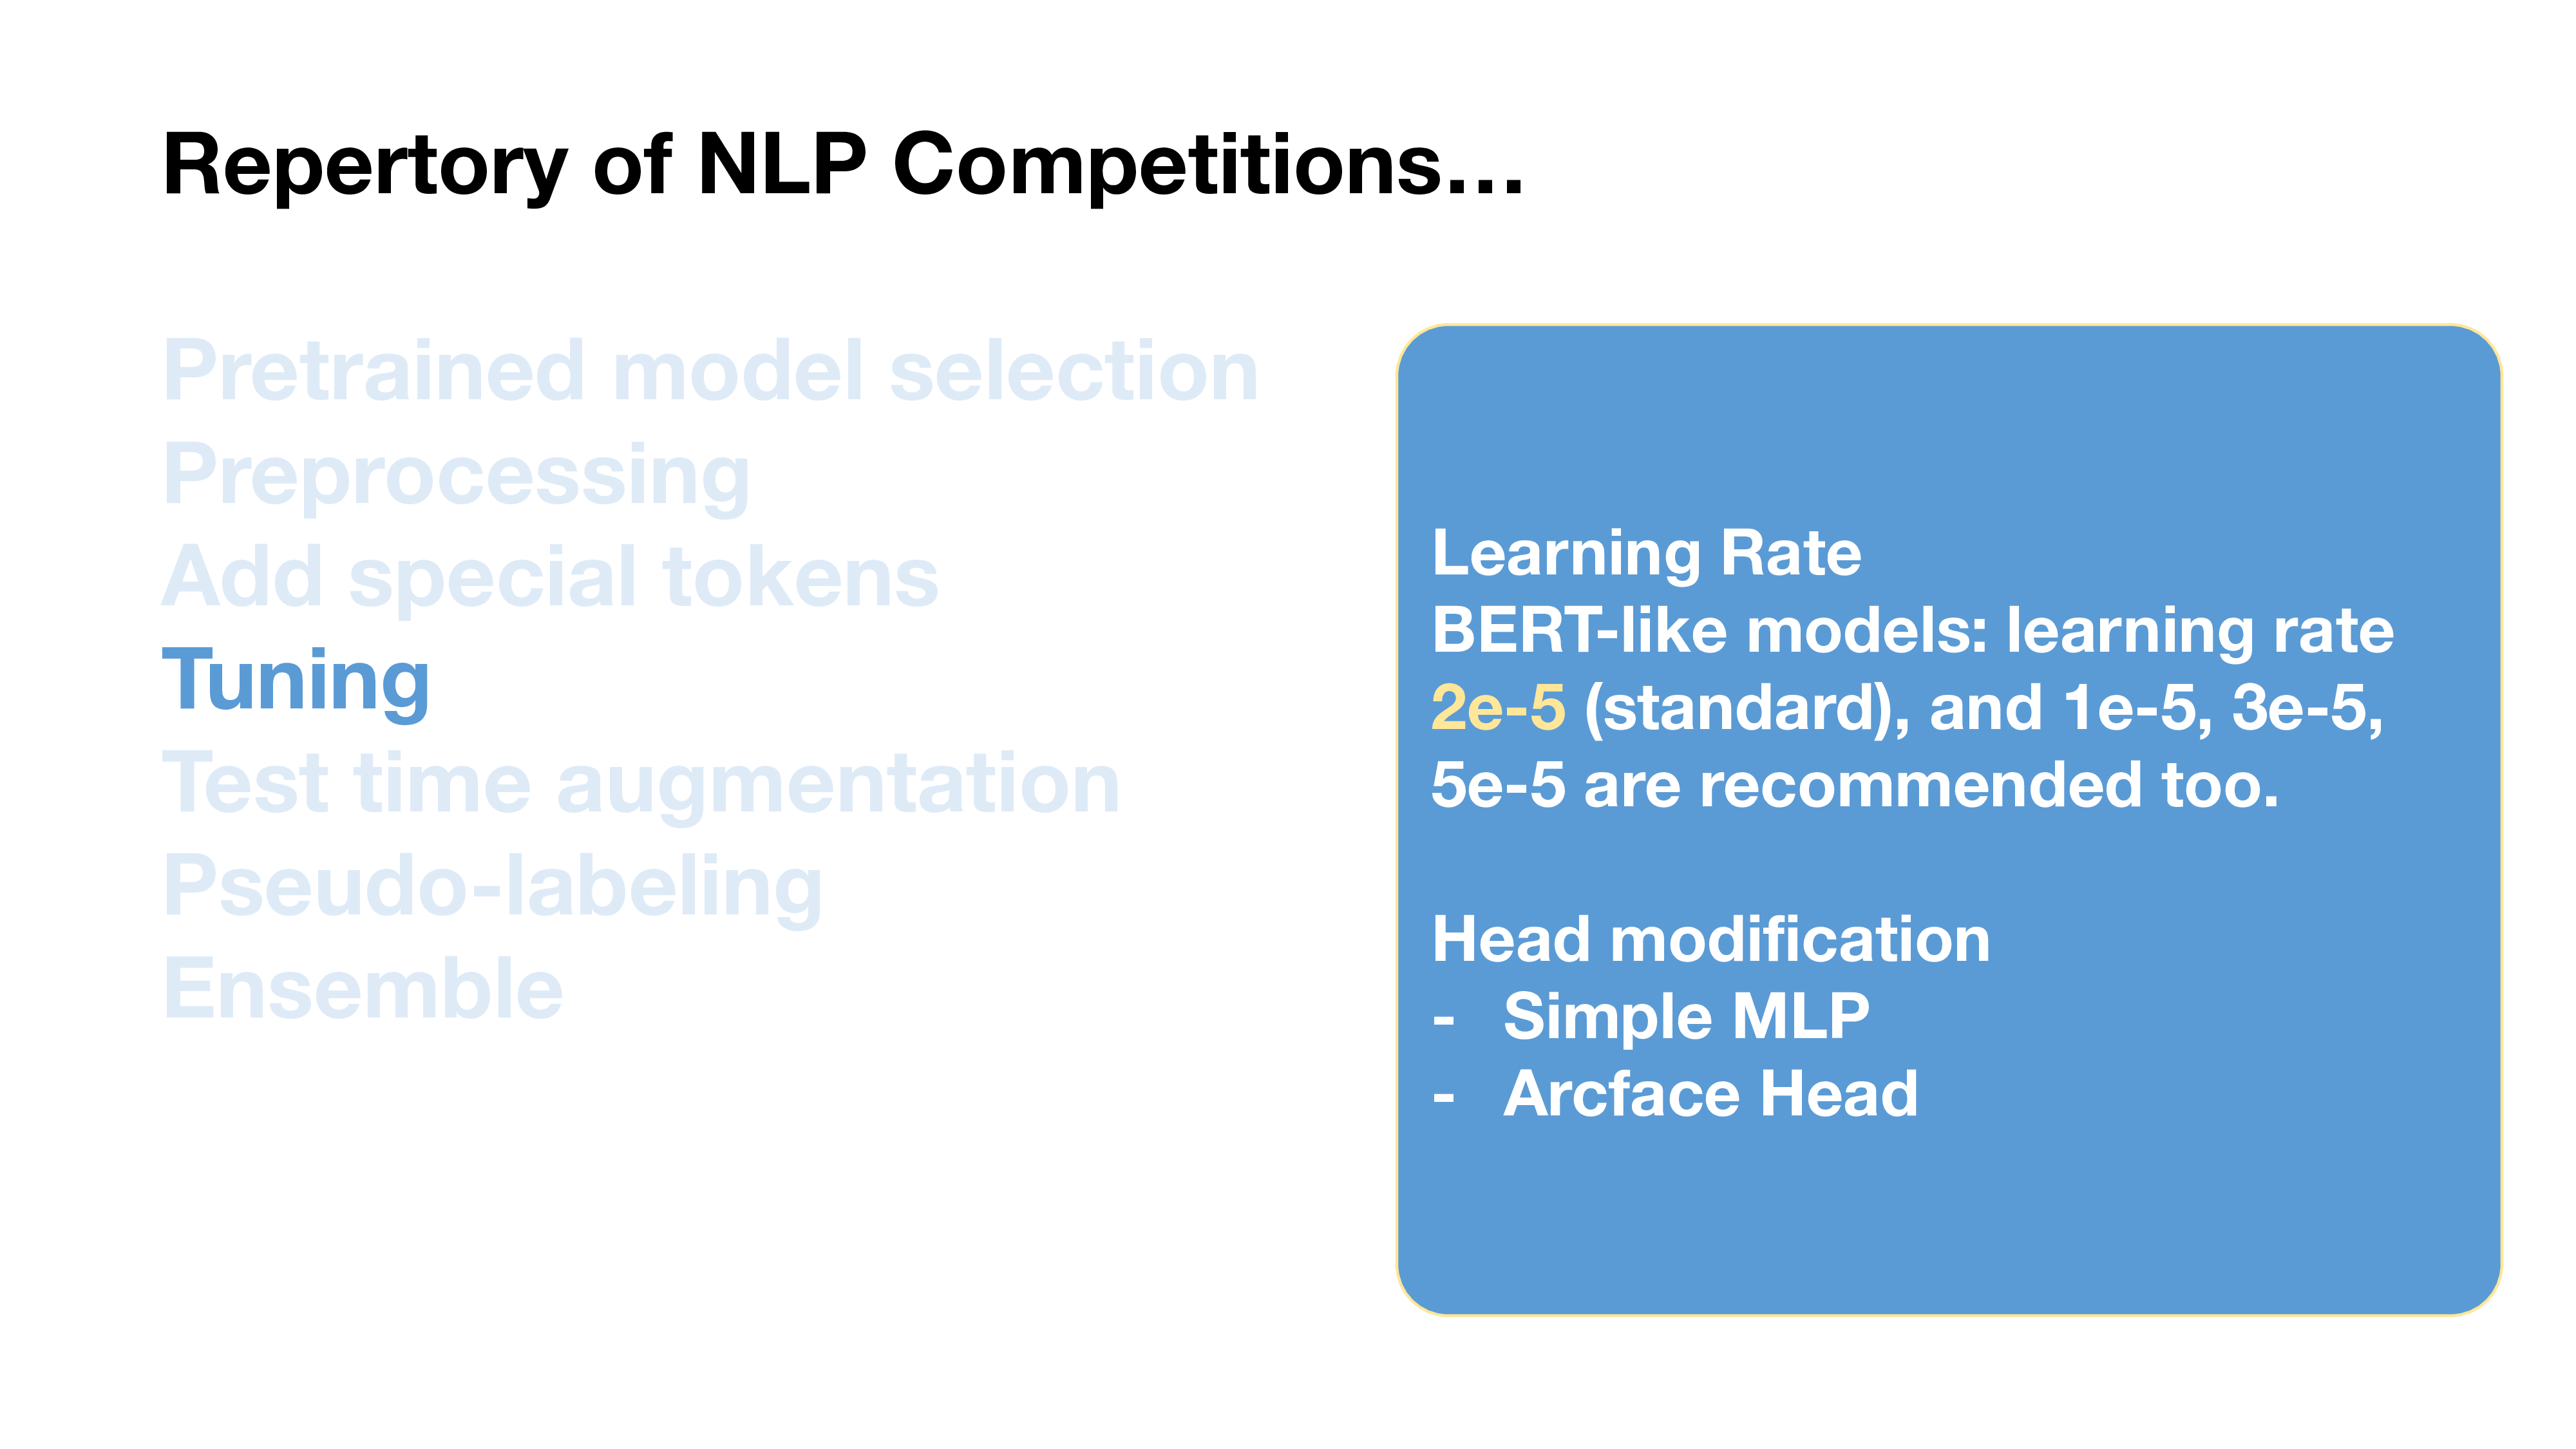 Repertory of NLP Competitions…
Pretrained model selection
Preprocessing
Add special tokens
Tuning
Test time augmentation
Pseudo-labeling
Ensemble
Learning Rate
BERT-like models: learning rate
2e-5 (standard), and 1e-5, 3e-5,
5e-5 are recommended too.
Head modification
- Simple MLP
- Arcface Head